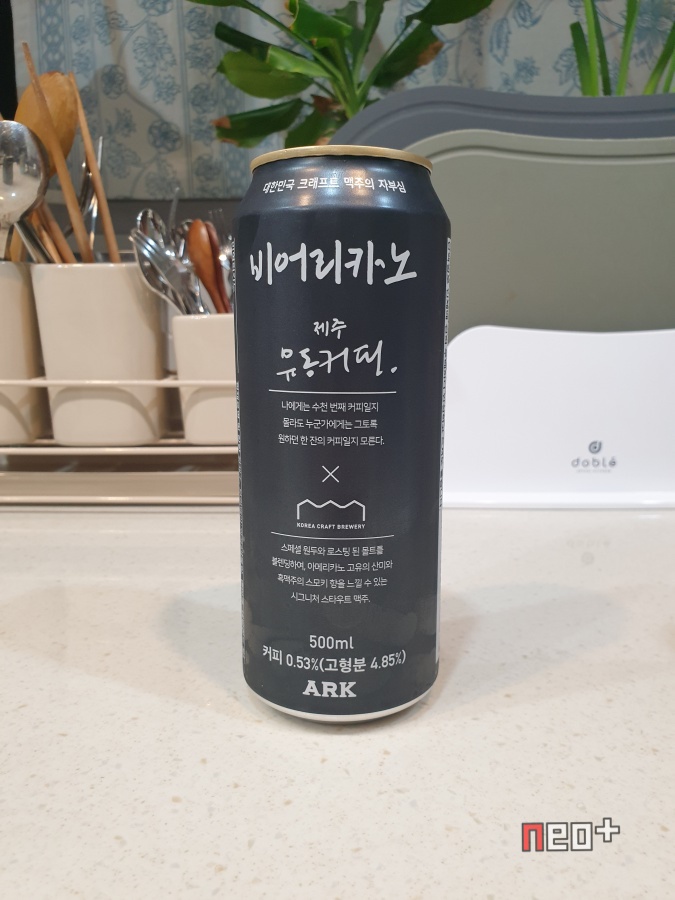 대한민국 크래프트 맥주의 자부심
비어리카노
제주
유동커피.
나에게는 수천 번째 커피일지
몰라도 누군가에게는 그토록
원하던 한 잔의 커피일지 모른다.
KOREA CRAFT BREWERY
스페셜 원두와 로스팅 된 몰트를
블렌딩하여, 아메리카노 고유의 산미와
흑맥주의 스모키 향을 느낄 수 있는
시그니처 스타우트 맥주.
500ml
커피 0.53%(고형분 4.85%)
ARK
doblé
neo+